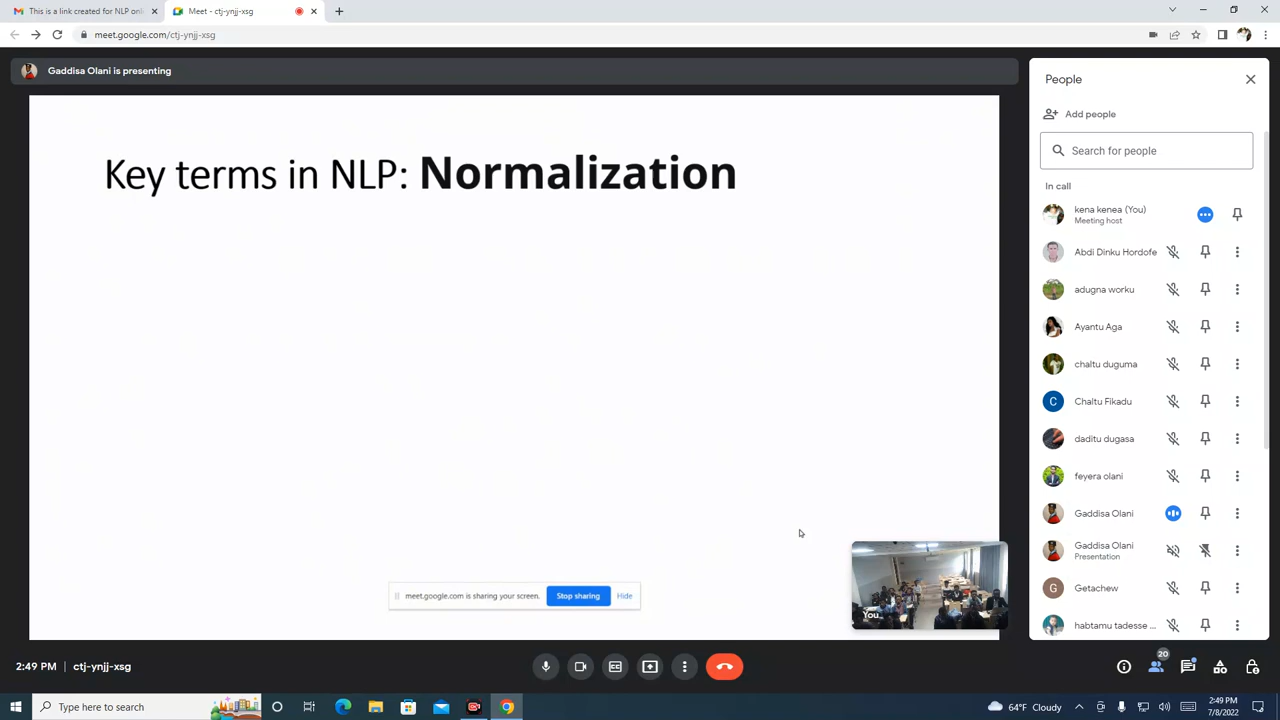 This is a link created for NLP onli
Meet - ctj-ynjj-xsg
meet.google.com/ctj-ynjj-xsg
Gaddisa Olani is presenting
Key terms in NLP: Normalization
meet.google.com is sharing your screen.
Stop sharing
Hide
You
People
Add people
Search for people
In call
kena kenea (You)
Meeting host
Abdi Dinku Hordofe
adugna worku
Ayantu Aga
chaltu duguma
C
Chaltu Fikadu
daditu dugasa
feyera olani
Gaddisa Olani
Gaddisa Olani
Presentation
G
Getachew
habtamu tadesse ...
2:49 PM | ctj-ynjj-xsg
20
Type here to search
64°F Cloudy
2:49 PM
7/8/2022